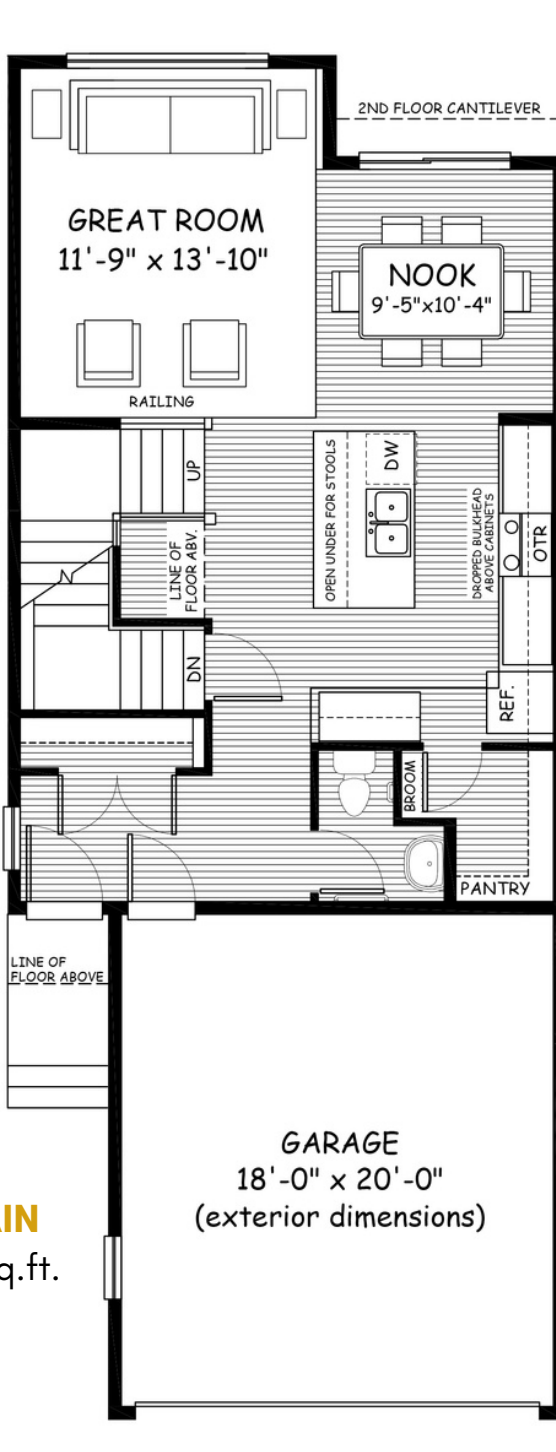 2ND FLOOR CANTILEVER
GREAT ROOM
11'-9" x 13'-10"
NOOK
9'-5"x10'-4"
RAILING
UP
OPEN UNDER FOR STOOLS
DW
DROPPED BULKHEAD
ABOVE CABINETS
OTR
LINE OF
FLOOR ABV.
N
DN
REF.
BROOM
PANTRY
LINE OF
FLOOR ABOVE
GARAGE
18'-0" x 20'-0"
(exterior dimensions)